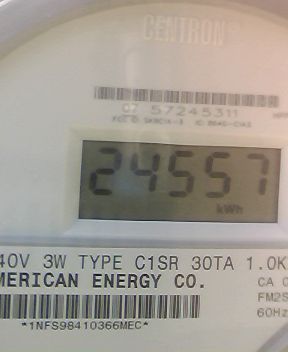 CENTRON®
07 57245311
24557
kWh
40V 3W TYPE C1SR 30TA 1.0K
MERICAN ENERGY CO.
CA 0
FM2S
60Hz
*1NFS98410366MEC*